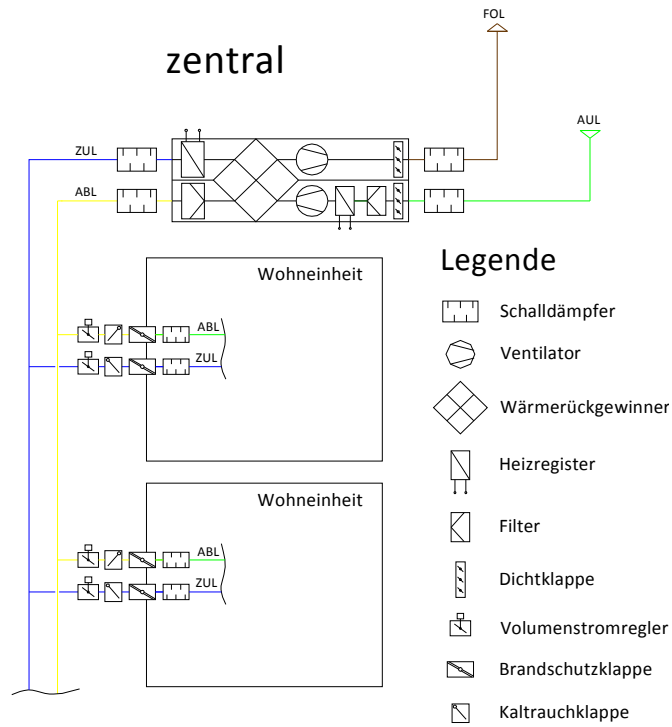 FOL
zentral
AUL
ZUL
ABL
Wohneinheit
ABL
ZUL
Wohneinheit
ABL
ZUL
Legende
Schalldämpfer
Ventilator
Wärmerückgewinner
Heizregister
Filter
Dichtklappe
Volumenstromregler
Brandschutzklappe
Kaltrauchklappe